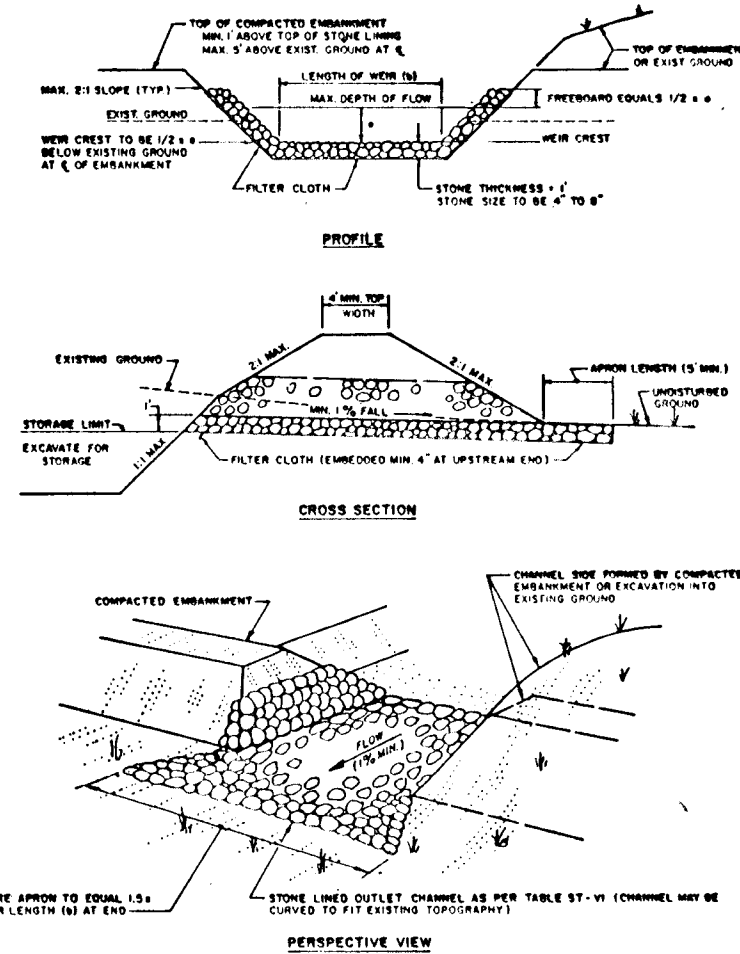 TOP OF COMPACTED EMBANKMENT
MIN. 1' ABOVE TOP OF STONE LINING
MAX. 5' ABOVE EXIST. GROUND AT ℄
TOP OF EMBANKMENT
OR EXIST GROUND
LENGTH OF WEIR (b)
MAX. 2:1 SLOPE (TYP.)
MAX. DEPTH OF FLOW
FREEBOARD EQUALS 1/2 x a
EXIST. GROUND
a
WEIR CREST TO BE 1/2 x a
BELOW EXISTING GROUND
AT ℄ OF EMBANKMENT
WEIR CREST
FILTER CLOTH
STONE THICKNESS = 1'
STONE SIZE TO BE 4" TO 8"
PROFILE
4' MIN. TOP
WIDTH
EXISTING GROUND
2:1 MAX.
2:1 MAX
APRON LENGTH (5' MIN.)
UNDISTURBED
GROUND
1'
MIN. 1% FALL
STORAGE LIMIT
EXCAVATE FOR
STORAGE
1:1 MAX
FILTER CLOTH (EMBEDDED MIN. 4" AT UPSTREAM END)
CROSS SECTION
CHANNEL SIDE FORMED BY COMPACTED
EMBANKMENT OR EXCAVATION INTO
EXISTING GROUND
COMPACTED EMBANKMENT
FLOW
(1% MIN.)
RE APRON TO EQUAL 1.5 x
R LENGTH (b) AT END
STONE LINED OUTLET CHANNEL AS PER TABLE ST-VI (CHANNEL MAY BE
CURVED TO FIT EXISTING TOPOGRAPHY)
PERSPECTIVE VIEW